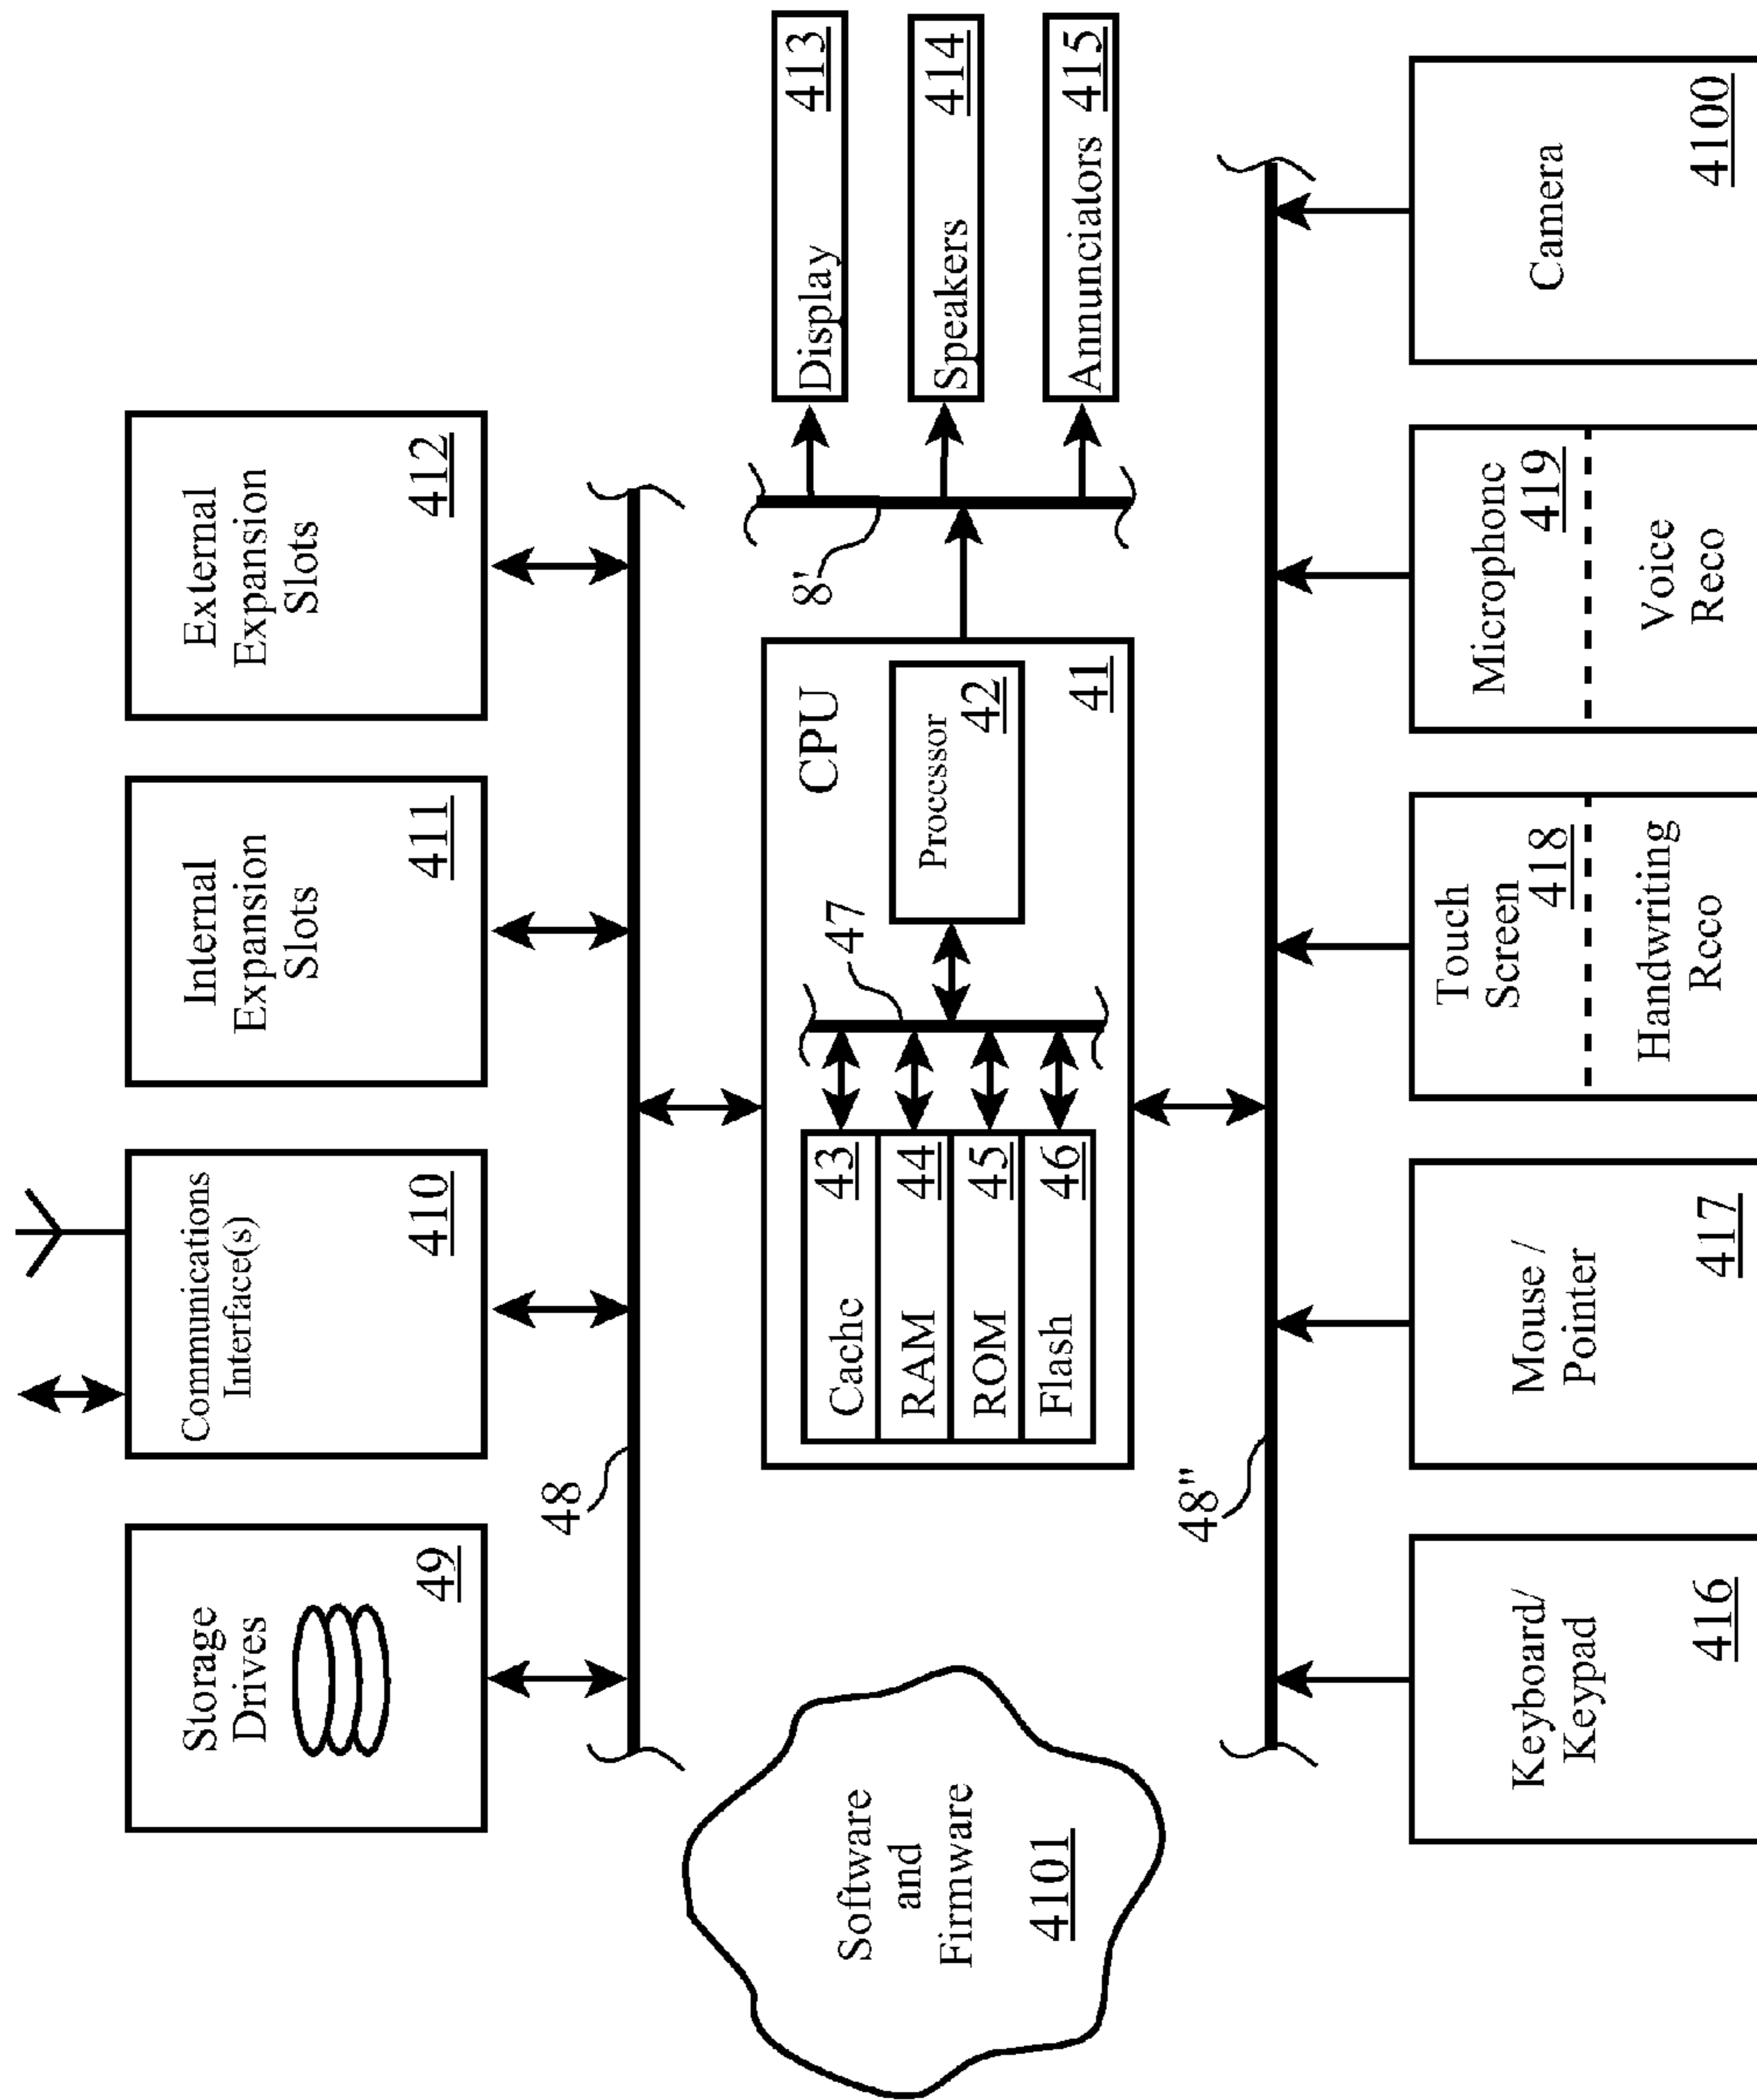 Storage
Drives
49
Communications
Interface(s)
410
Internal
Expansion
Slots
411
External
Expansion
Slots
412
48
Software
and
Firmware
4101
CPU
Cache 43
RAM 44
ROM 45
Flash 46
47
Processor
42
41
8'
Display 413
Speakers 414
Annunciators 415
48"
Keyboard/
Keypad
416
Mouse /
Pointer
417
Touch
Screen
418
Handwriting
Reco
Microphone
419
Voice
Reco
Camera
4100